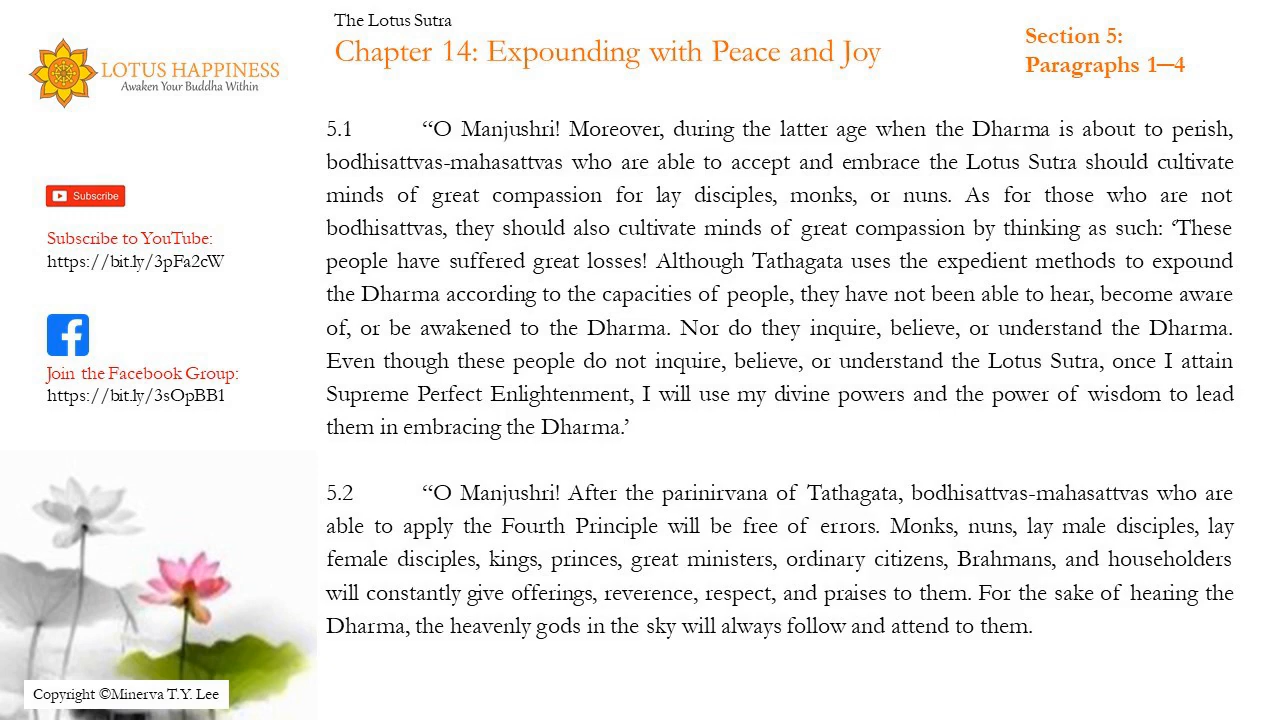 The Lotus Sutra
Chapter 14: Expounding with Peace and Joy
Section 5:
Paragraphs 1—4
LOTUS HAPPINESS
Awaken Your Buddha Within
Subscribe
Subscribe to YouTube:
https://bit.ly/3pFa2cW
Join the Facebook Group:
https://bit.ly/3sOpBB1
5.1 “O Manjushri! Moreover, during the latter age when the Dharma is about to perish,
bodhisattvas-mahasattvas who are able to accept and embrace the Lotus Sutra should cultivate
minds of great compassion for lay disciples, monks, or nuns. As for those who are not
bodhisattvas, they should also cultivate minds of great compassion by thinking as such: ‘These
people have suffered great losses! Although Tathagata uses the expedient methods to expound
the Dharma according to the capacities of people, they have not been able to hear, become aware
of, or be awakened to the Dharma. Nor do they inquire, believe, or understand the Dharma.
Even though these people do not inquire, believe, or understand the Lotus Sutra, once I attain
Supreme Perfect Enlightenment, I will use my divine powers and the power of wisdom to lead
them in embracing the Dharma.’
5.2 “O Manjushri! After the parinirvana of Tathagata, bodhisattvas-mahasattvas who are
able to apply the Fourth Principle will be free of errors. Monks, nuns, lay male disciples, lay
female disciples, kings, princes, great ministers, ordinary citizens, Brahmans, and householders
will constantly give offerings, reverence, respect, and praises to them. For the sake of hearing the
Dharma, the heavenly gods in the sky will always follow and attend to them.
Copyright ©Minerva T.Y. Lee